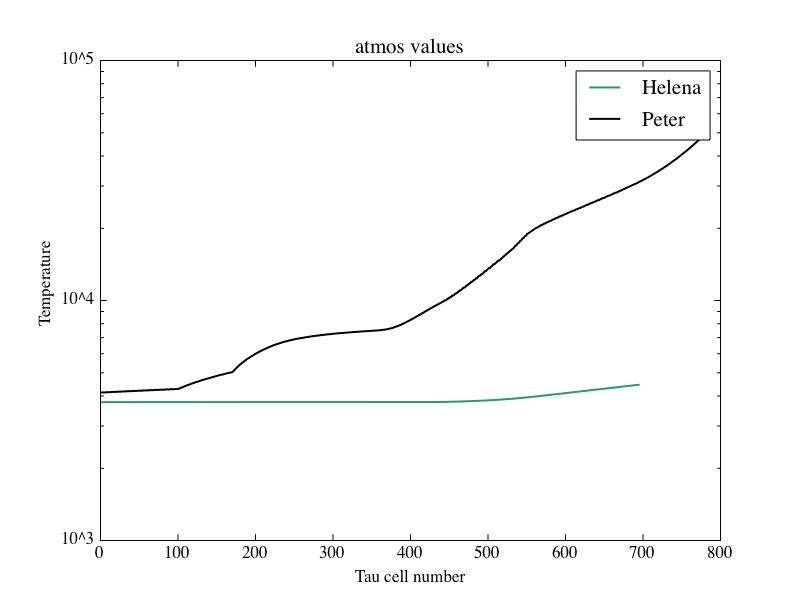 atmos values
10^5
Helena
Peter
Temperature
10^4
10^3
0 100 200 300 400 500 600 700 800
Tau cell number